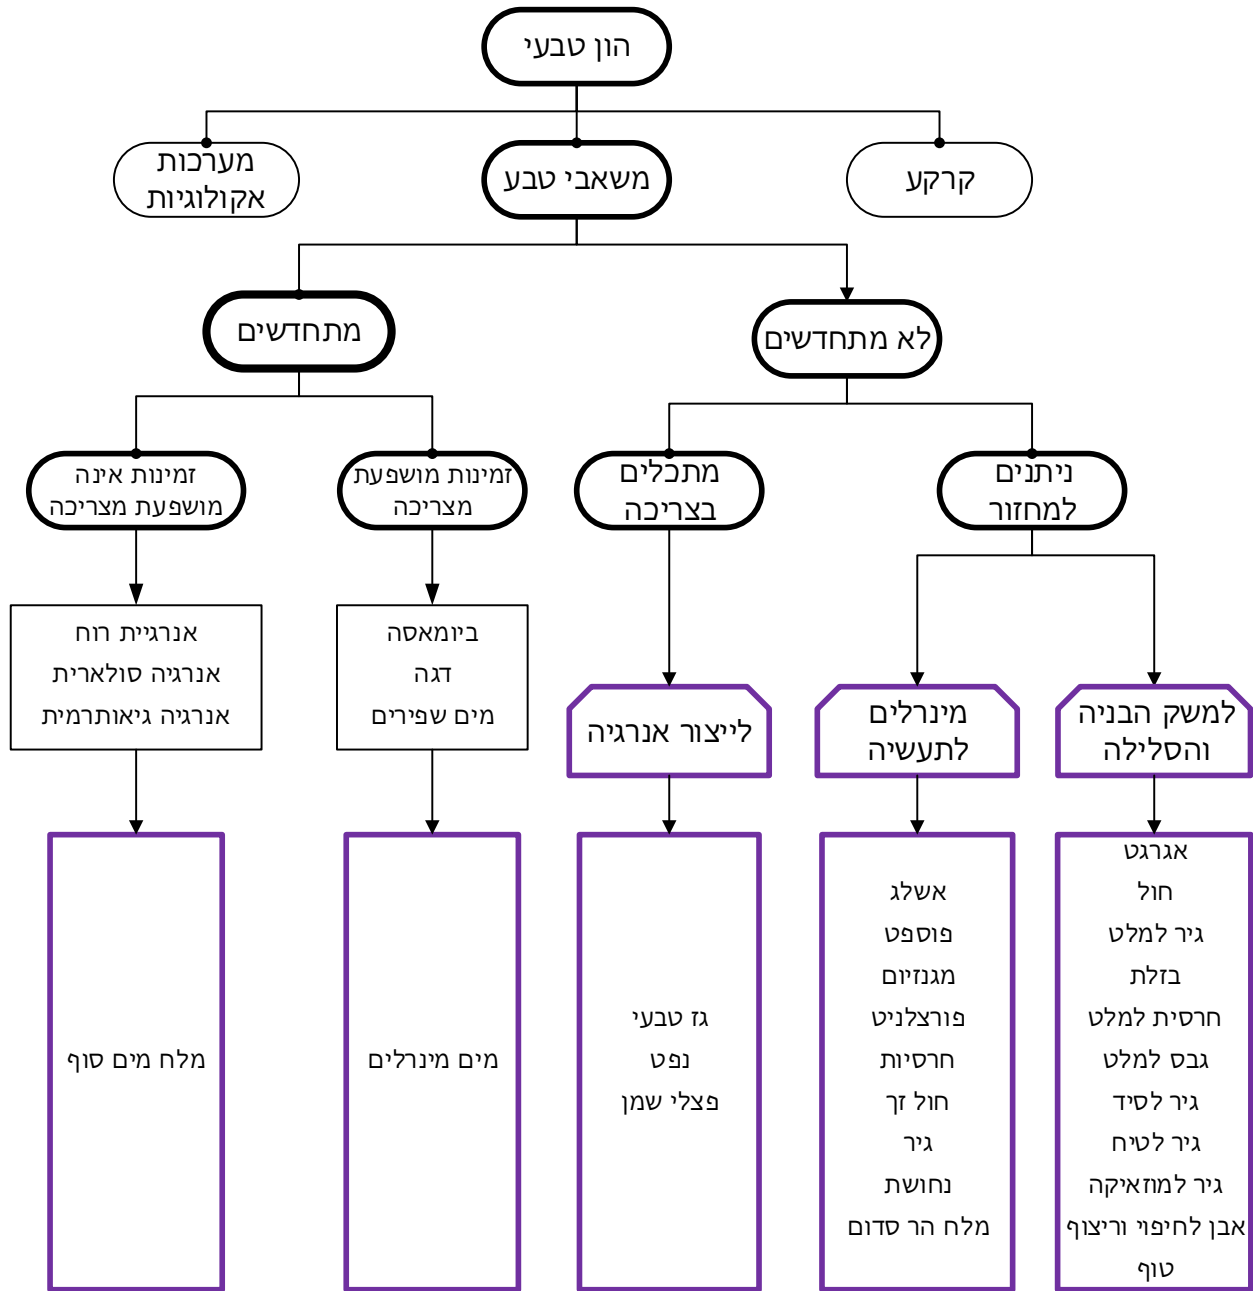 הון טבעי
קרקע
משאבי טבע
מערכות
אקולוגיות
לא מתחדשים
מתחדשים
ניתנים
למחזור
מתכלים
בצריכה
זמינות מושפעת
מצריכה
זמינות אינה
מושפעת מצריכה
ביומאסה
דגה
מים שפירים
אנרגיית רוח
אנרגיה סולארית
אנרגיה גיאותרמית
למשק הבניה
והסלילה
מינרלים
לתעשיה
לייצור אנרגיה
אגרגט
חול
גיר למלט
בזלת
חרסית למלט
גבס למלט
גיר לסיד
גיר לטיח
גיר למוזאיקה
אבן לחיפוי וריצוף
טוף
אשלג
פוספט
מגנזיום
פורצלניט
חרסיות
חול זך
גיר
נחושת
מלח הר סדום
גז טבעי
נפט
פצלי שמן
מים מינרלים
מלח מים סוף